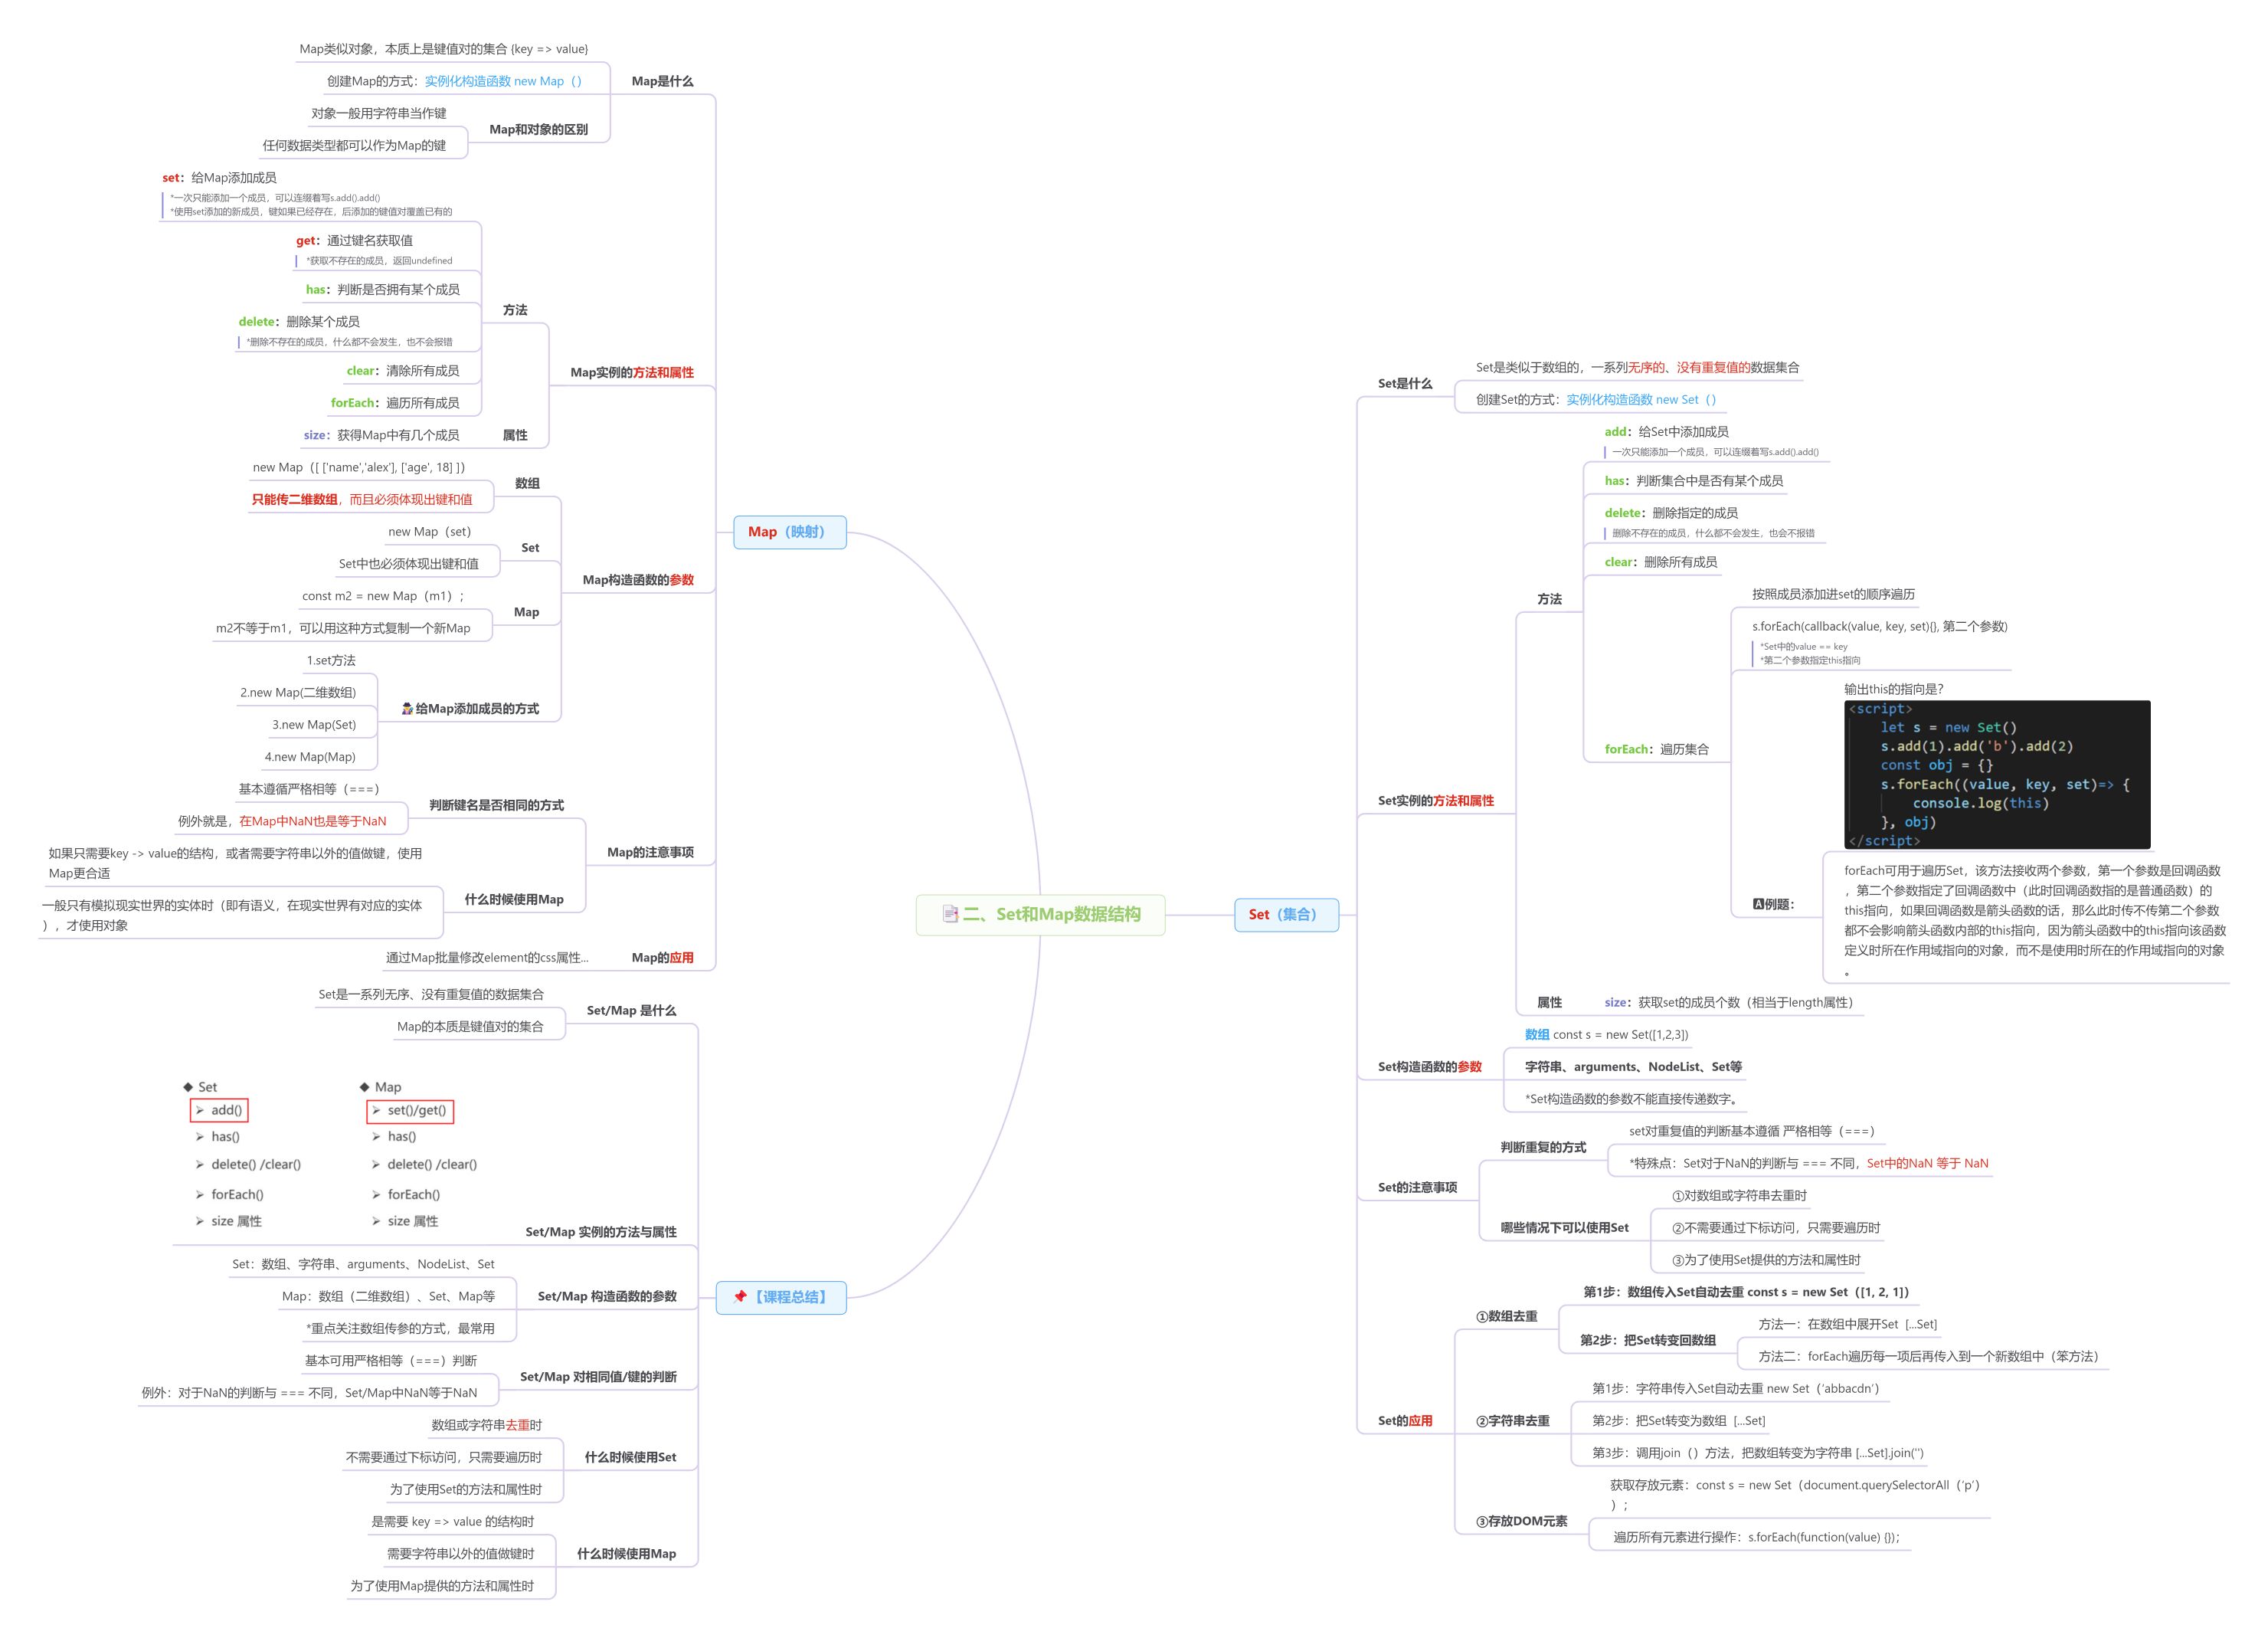 二、Set和Map数据结构
Set（集合）
Set是什么
Set是类似于数组的，一系列无序的、没有重复值的数据集合
创建Set的方式：实例化构造函数 new Set（）
Set实例的方法和属性
方法
add：给Set中添加成员
一次只能添加一个成员，可以连缀着写s.add().add()
has：判断集合中是否有某个成员
delete：删除指定的成员
删除不存在的成员，什么都不会发生，也会不报错
clear：删除所有成员
forEach：遍历集合
按照成员添加进set的顺序遍历
s.forEach(callback(value, key, set){}, 第二个参数)
*Set中的value == key
*第二个参数指定this指向
🅰例题：
输出this的指向是？
<script>
let s = new Set()
s.add(1).add('b').add(2)
const obj = {}
s.forEach((value, key, set)=> {
console.log(this)
}, obj)
</script>
forEach可用于遍历Set，该方法接收两个参数，第一个参数是回调函数
，第二个参数指定了回调函数中（此时回调函数指的是普通函数）的
this指向，如果回调函数是箭头函数的话，那么此时传不传第二个参数
都不会影响箭头函数内部的this指向，因为箭头函数中的this指向该函数
定义时所在作用域指向的对象，而不是使用时所在的作用域指向的对象
。
属性
size：获取set的成员个数（相当于length属性）
Set构造函数的参数
数组 const s = new Set([1,2,3])
字符串、arguments、NodeList、Set等
*Set构造函数的参数不能直接传递数字。
Set的注意事项
判断重复的方式
set对重复值的判断基本遵循 严格相等（===）
*特殊点：Set对于NaN的判断与 === 不同，Set中的NaN 等于 NaN
哪些情况下可以使用Set
①对数组或字符串去重时
②不需要通过下标访问，只需要遍历时
③为了使用Set提供的方法和属性时
Set的应用
①数组去重
第1步：数组传入Set自动去重 const s = new Set（[1, 2, 1]）
第2步：把Set转变回数组
方法一：在数组中展开Set [...Set]
方法二：forEach遍历每一项后再传入到一个新数组中（笨方法）
②字符串去重
第1步：字符串传入Set自动去重 new Set（‘abbacdn’）
第2步：把Set转变为数组 [...Set]
第3步：调用join（）方法，把数组转变为字符串 [...Set].join('')
③存放DOM元素
获取存放元素：const s = new Set（document.querySelectorAll（‘p’）
）；
遍历所有元素进行操作：s.forEach(function(value) {});
Map（映射）
Map是什么
Map类似对象，本质上是键值对的集合 {key => value}
创建Map的方式：实例化构造函数 new Map（）
Map和对象的区别
对象一般用字符串当作键
任何数据类型都可以作为Map的键
Map实例的方法和属性
方法
set：给Map添加成员
*一次只能添加一个成员，可以连缀着写s.add().add()
*使用set添加的新成员，键如果已经存在，后添加的键值对覆盖已有的
get：通过键名获取值
*获取不存在的成员，返回undefined
has：判断是否拥有某个成员
delete：删除某个成员
*删除不存在的成员，什么都不会发生，也不会报错
clear：清除所有成员
forEach：遍历所有成员
属性
size：获得Map中有几个成员
Map构造函数的参数
数组
new Map（[ ['name','alex'], ['age', 18] ]）
只能传二维数组，而且必须体现出键和值
Set
new Map（set）
Set中也必须体现出键和值
Map
const m2 = new Map（m1）;
m2不等于m1，可以用这种方式复制一个新Map
给Map添加成员的方式
1.set方法
2.new Map(二维数组)
3.new Map(Set)
4.new Map(Map)
Map的注意事项
判断键名是否相同的方式
基本遵循严格相等（===）
例外就是，在Map中NaN也是等于NaN
什么时候使用Map
如果只需要key -> value的结构，或者需要字符串以外的值做键，使用
Map更合适
一般只有模拟现实世界的实体时（即有语义，在现实世界有对应的实体
），才使用对象
Map的应用
通过Map批量修改element的css属性...
【课程总结】
Set/Map 是什么
Set是一系列无序、没有重复值的数据集合
Map的本质是键值对的集合
Set/Map 实例的方法与属性
◆ Set
➢ add()
➢ has()
➢ delete() /clear()
➢ forEach()
➢ size 属性
◆ Map
➢ set()/get()
➢ has()
➢ delete() /clear()
➢ forEach()
➢ size 属性
Set/Map 构造函数的参数
Set：数组、字符串、arguments、NodeList、Set
Map：数组（二维数组）、Set、Map等
*重点关注数组传参的方式，最常用
Set/Map 对相同值/键的判断
基本可用严格相等（===）判断
例外：对于NaN的判断与 === 不同，Set/Map中NaN等于NaN
什么时候使用Set
数组或字符串去重时
不需要通过下标访问，只需要遍历时
为了使用Set的方法和属性时
什么时候使用Map
是需要 key => value 的结构时
需要字符串以外的值做键时
为了使用Map提供的方法和属性时